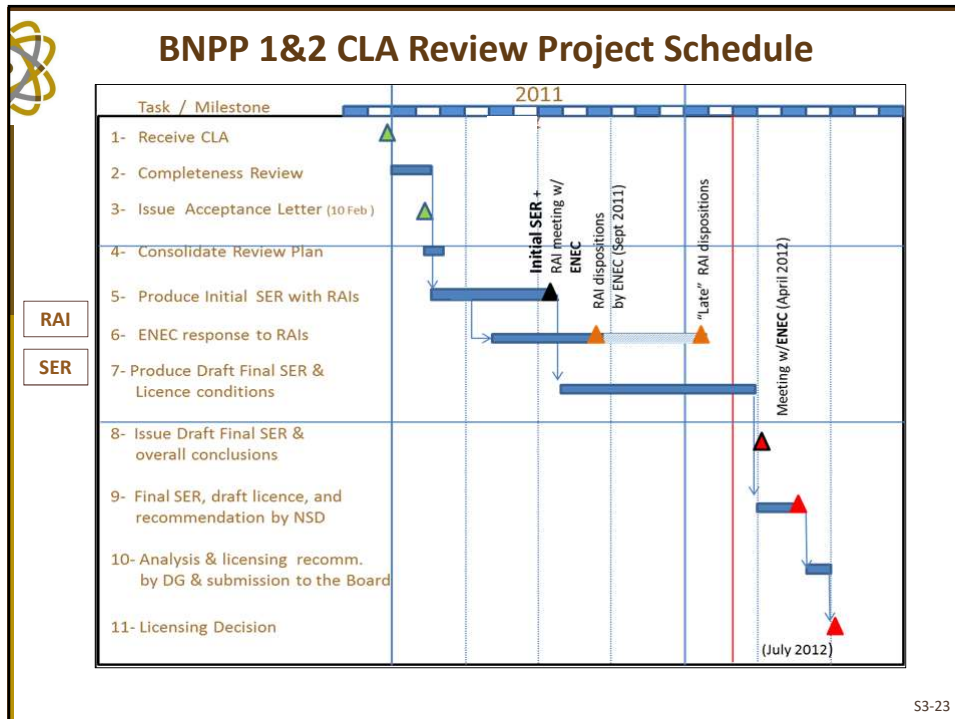 BNPP 1&2 CLA Review Project Schedule
2011
Task / Milestone
1- Receive CLA
2- Completeness Review
3- Issue Acceptance Letter (10 Feb )
4- Consolidate Review Plan
5- Produce Initial SER with RAIs
6- ENEC response to RAIs
7- Produce Draft Final SER &
Licence conditions
8- Issue Draft Final SER &
overall conclusions
9- Final SER, draft licence, and
recommendation by NSD
10- Analysis & licensing recomm.
by DG & submission to the Board
11- Licensing Decision
Initial SER +
RAI meeting w/
ENEC
RAI dispositions
by ENEC (Sept 2011)
"Late" RAI dispositions
Meeting w/ENEC (April 2012)
(July 2012)
RAI
SER
S3-23